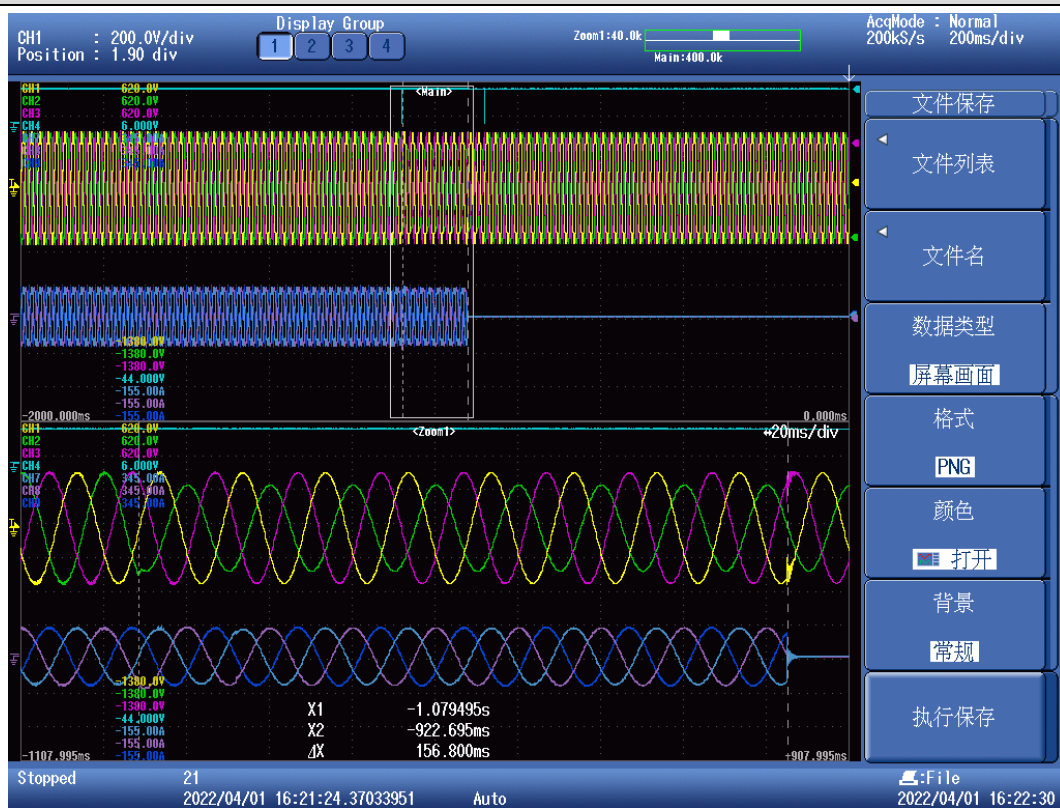 CH1 : 200.0V/div
Position : 1.90 div
Display Group
1 2 3 4
Zoom1:40.0k
Main:400.0k
AcqMode : Normal
200kS/s 200ms/div
<Main>
CH1 620.0V
CH2 620.0V
CH3 620.0V
CH4 6.000V
-1380.0V
-1380.0V
-1380.0V
-44.000V
-155.00A
-155.00A
-155.00A
-2000.000ms
0.000ms
<Zoom1>
↔20ms/div
CH1 620.0V
CH2 620.0V
CH3 620.0V
CH4 6.000V
CH7 345.00A
CH8 345.00A
CH9 345.00A
-1380.0V
-1380.0V
-1380.0V
-44.000V
-155.00A
-155.00A
-155.00A
X1 -1.079495s
X2 -922.695ms
⊿X 156.800ms
-1107.995ms
-907.995ms
文件保存
文件列表
文件名
数据类型
屏幕画面
格式
PNG
颜色
打开
背景
常规
执行保存
Stopped 21
2022/04/01 16:21:24.37033951 Auto
:File
2022/04/01 16:22:30